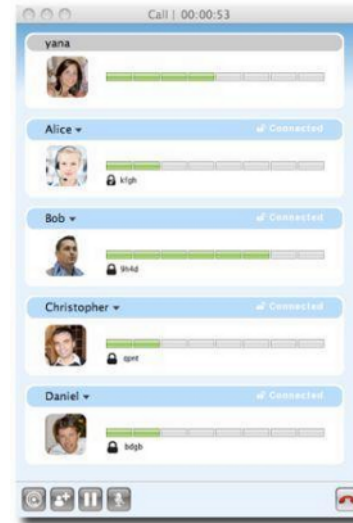 Call | 00:00:53
yana
Alice Connected
kfgh
Bob Connected
9h4d
Christopher Connected
qpnt
Daniel Connected
bdgb